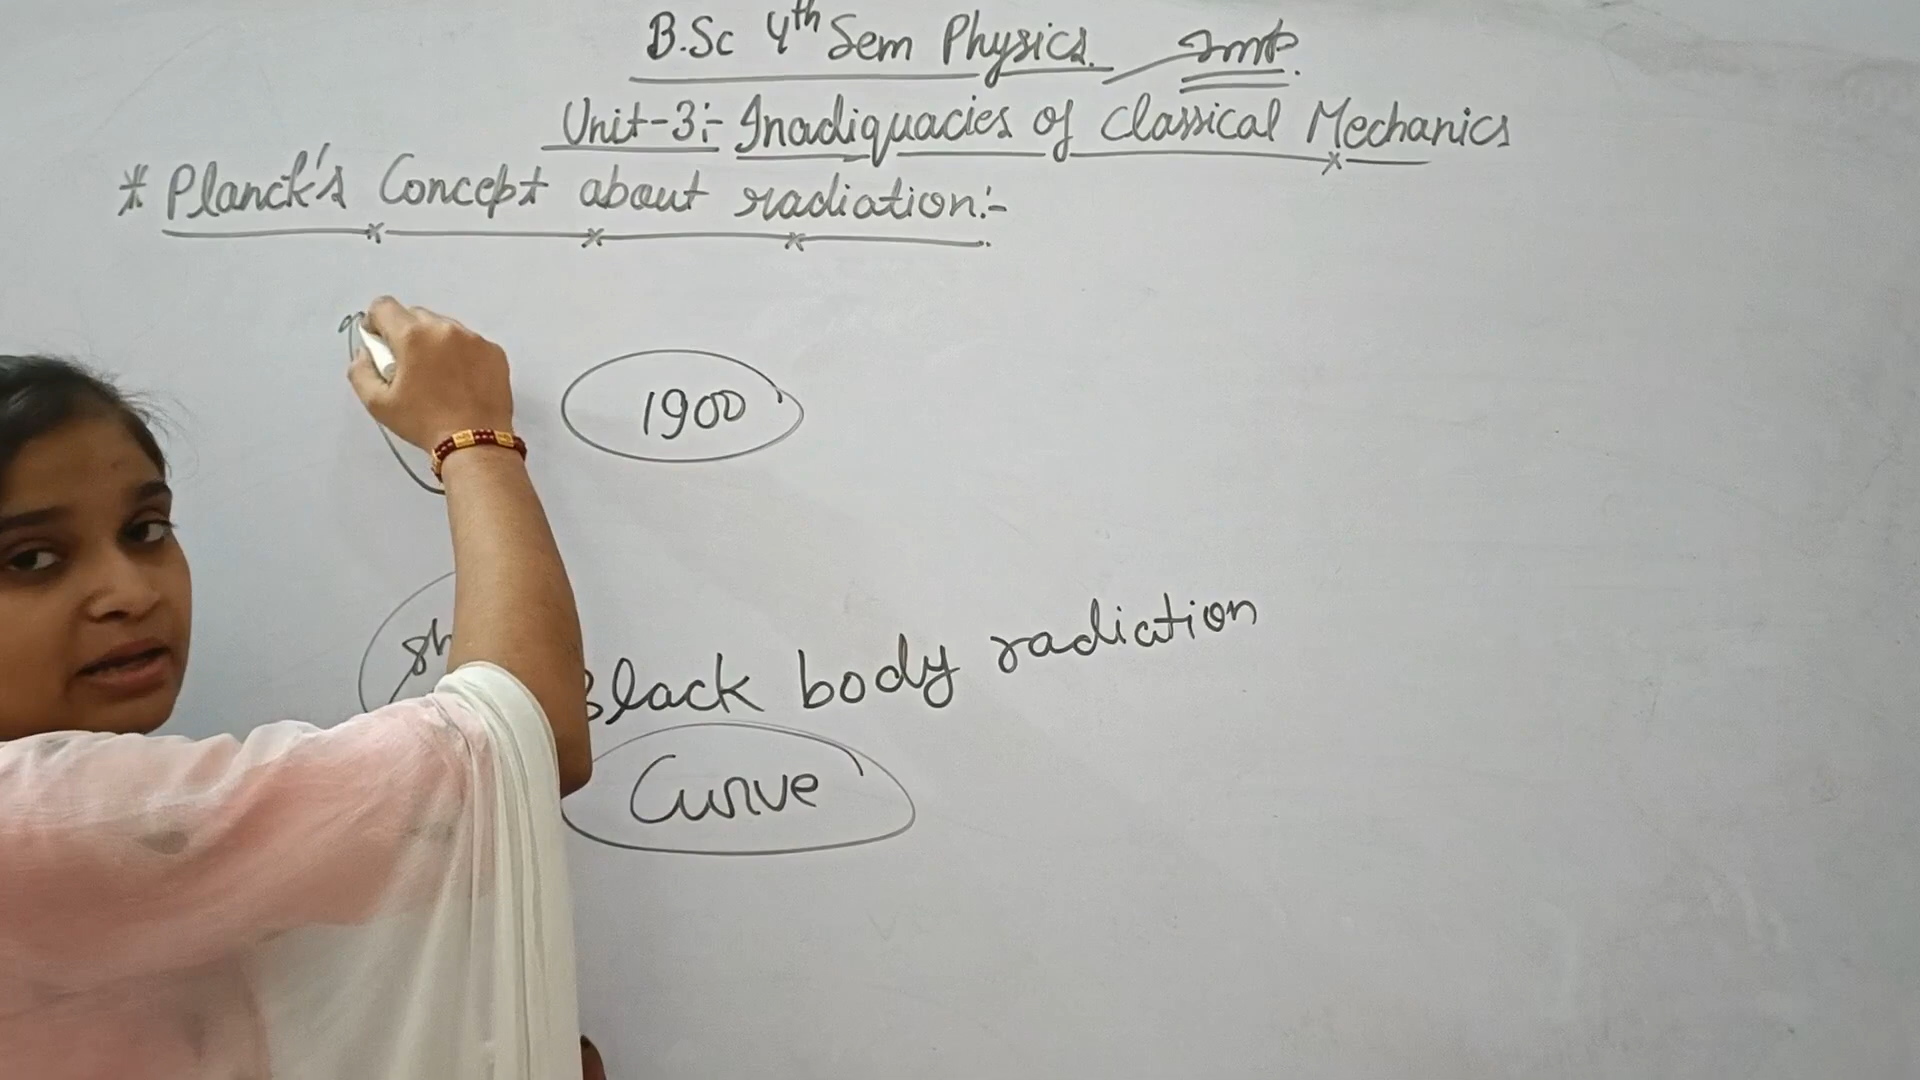 B.Sc 4th Sem Physics. Imp.
Unit-3:- Inadiquacies of Classical Mechanics
* Planck's Concept about radiation:-
1900
Black body radiation
Curve